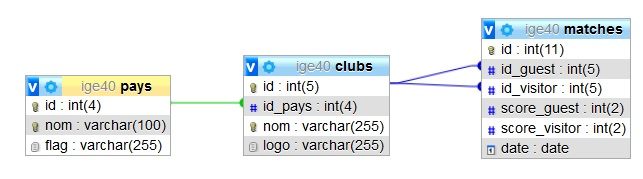 v ige40 pays
id : int(4)
nom : varchar(100)
flag : varchar(255)
v ige40 clubs
id : int(5)
# id_pays : int(4)
nom : varchar(255)
logo : varchar(255)
v ige40 matches
id : int(11)
# id_guest : int(5)
# id_visitor : int(5)
# score_guest : int(2)
# score_visitor : int(2)
date : date